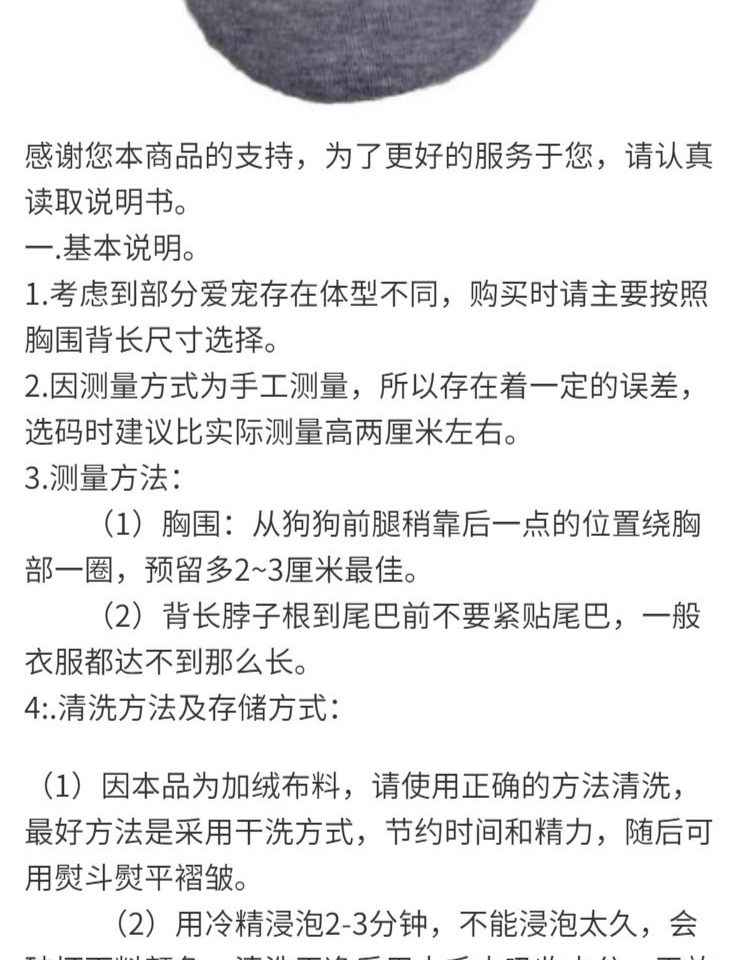 感谢您本商品的支持，为了更好的服务于您，请认真
读取说明书。
一.基本说明。
1.考虑到部分爱宠存在体型不同，购买时请主要按照
胸围背长尺寸选择。
2.因测量方式为手工测量，所以存在着一定的误差，
选码时建议比实际测量高两厘米左右。
3.测量方法：
（1）胸围：从狗狗前腿稍靠后一点的位置绕胸
部一圈，预留多2~3厘米最佳。
（2）背长脖子根到尾巴前不要紧贴尾巴，一般
衣服都达不到那么长。
4:.清洗方法及存储方式：
（1）因本品为加绒布料，请使用正确的方法清洗，
最好方法是采用干洗方式，节约时间和精力，随后可
用熨斗熨平褶皱。
（2）用冷精浸泡2-3分钟，不能浸泡太久，会